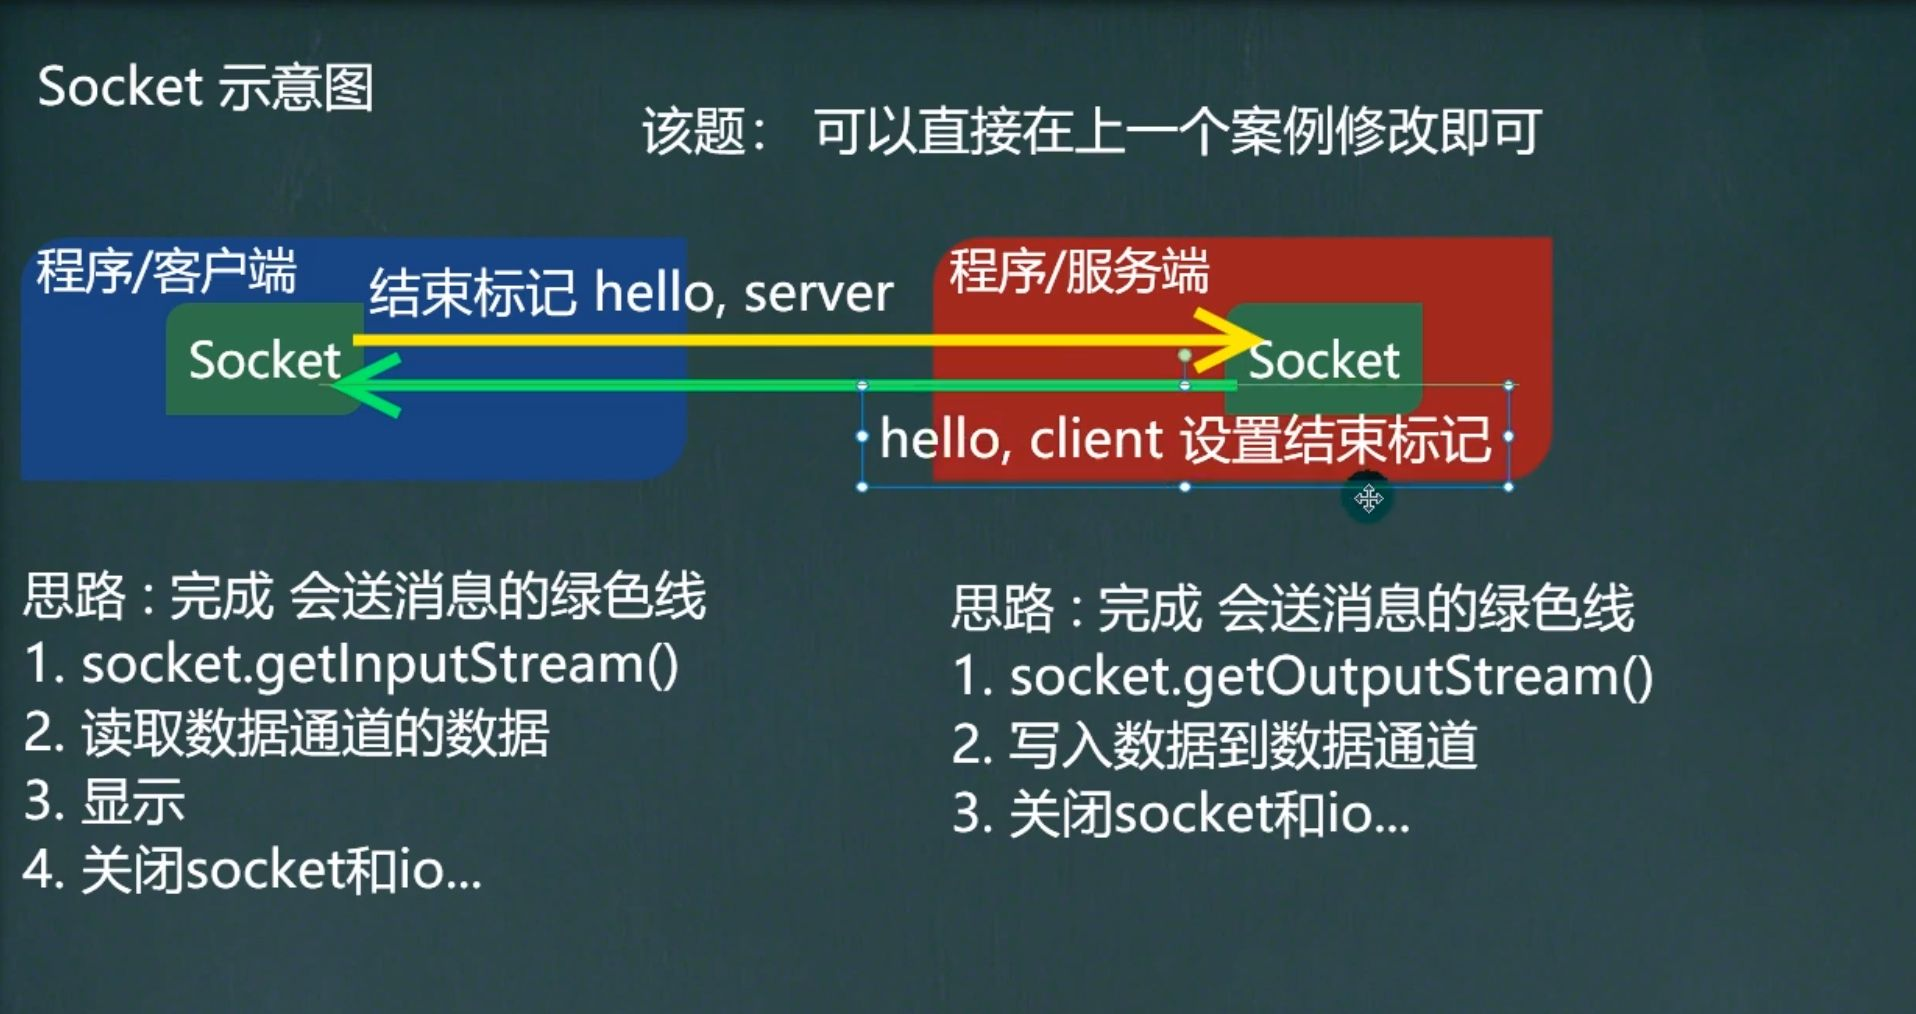 Socket 示意图
该题： 可以直接在上一个案例修改即可
程序/客户端
结束标记 hello, server
Socket
程序/服务端
Socket
hello, client 设置结束标记
思路 : 完成 会送消息的绿色线
1. socket.getInputStream()
2. 读取数据通道的数据
3. 显示
4. 关闭socket和io...
思路 : 完成 会送消息的绿色线
1. socket.getOutputStream()
2. 写入数据到数据通道
3. 关闭socket和io...